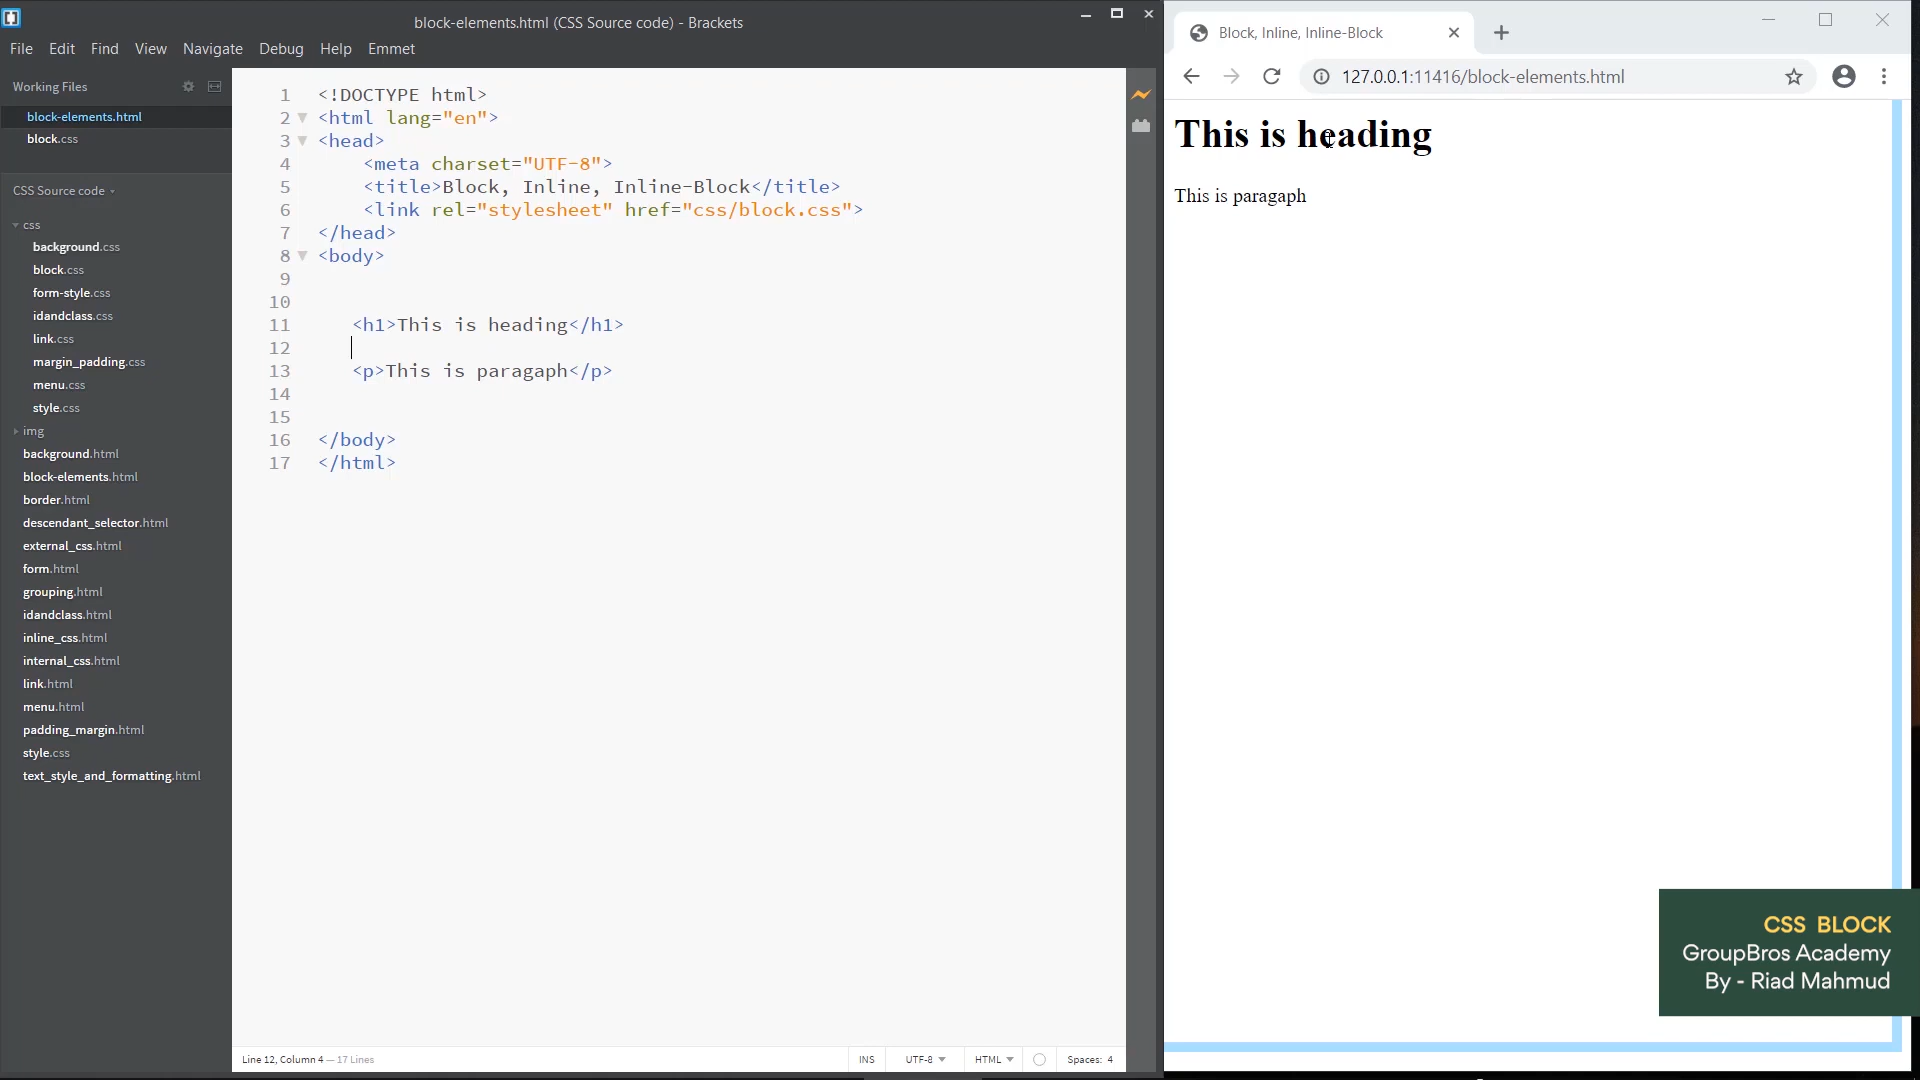 block-elements.html (CSS Source code) - Brackets
File Edit Find View Navigate Debug Help Emmet
Working Files
block-elements.html
block.css
CSS Source code
css
background.css
block.css
form-style.css
idandclass.css
link.css
margin_padding.css
menu.css
style.css
img
background.html
block-elements.html
border.html
descendant_selector.html
external_css.html
form.html
grouping.html
idandclass.html
inline_css.html
internal_css.html
link.html
menu.html
padding_margin.html
style.css
text_style_and_formatting.html
1 <!DOCTYPE html>
2 <html lang="en">
3 <head>
4 <meta charset="UTF-8">
5 <title>Block, Inline, Inline-Block</title>
6 <link rel="stylesheet" href="css/block.css">
7 </head>
8 <body>
9
10
11 <h1>This is heading</h1>
12
13 <p>This is paragaph</p>
14
15
16 </body>
17 </html>
Line 12, Column 4 — 17 Lines
INS UTF-8 HTML Spaces: 4
Block, Inline, Inline-Block
127.0.0.1:11416/block-elements.html
This is heading
This is paragaph
CSS BLOCK
GroupBros Academy
By - Riad Mahmud